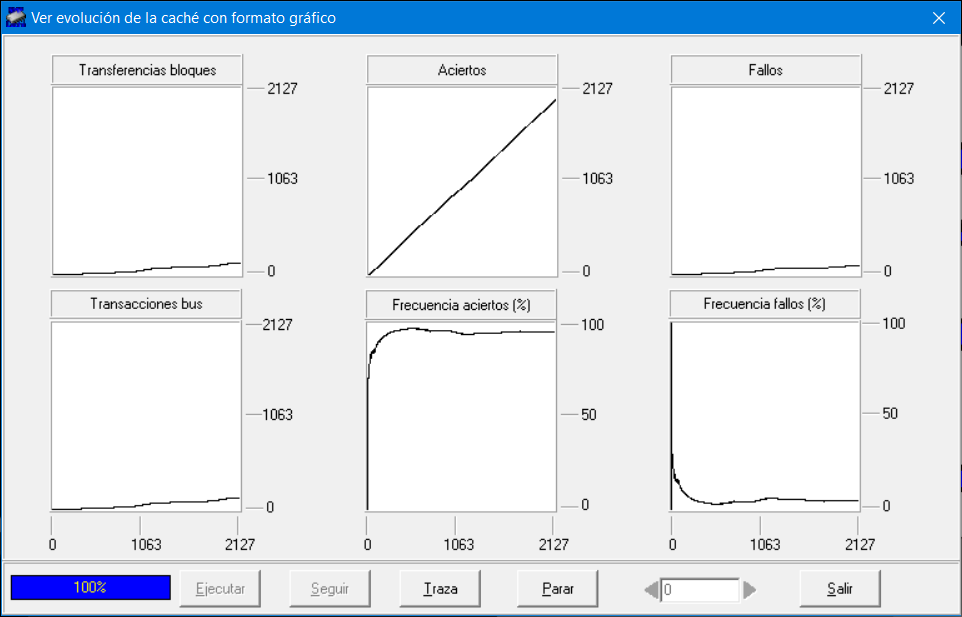 Ver evolución de la caché con formato gráfico
Transferencias bloques
2127
1063
0
Aciertos
2127
1063
0
Fallos
2127
1063
0
Transacciones bus
2127
1063
0
0 1063 2127
Frecuencia aciertos (%)
100
50
0
0 1063 2127
Frecuencia fallos (%)
100
50
0
0 1063 2127
100% Ejecutar Seguir Traza Parar 0 Salir